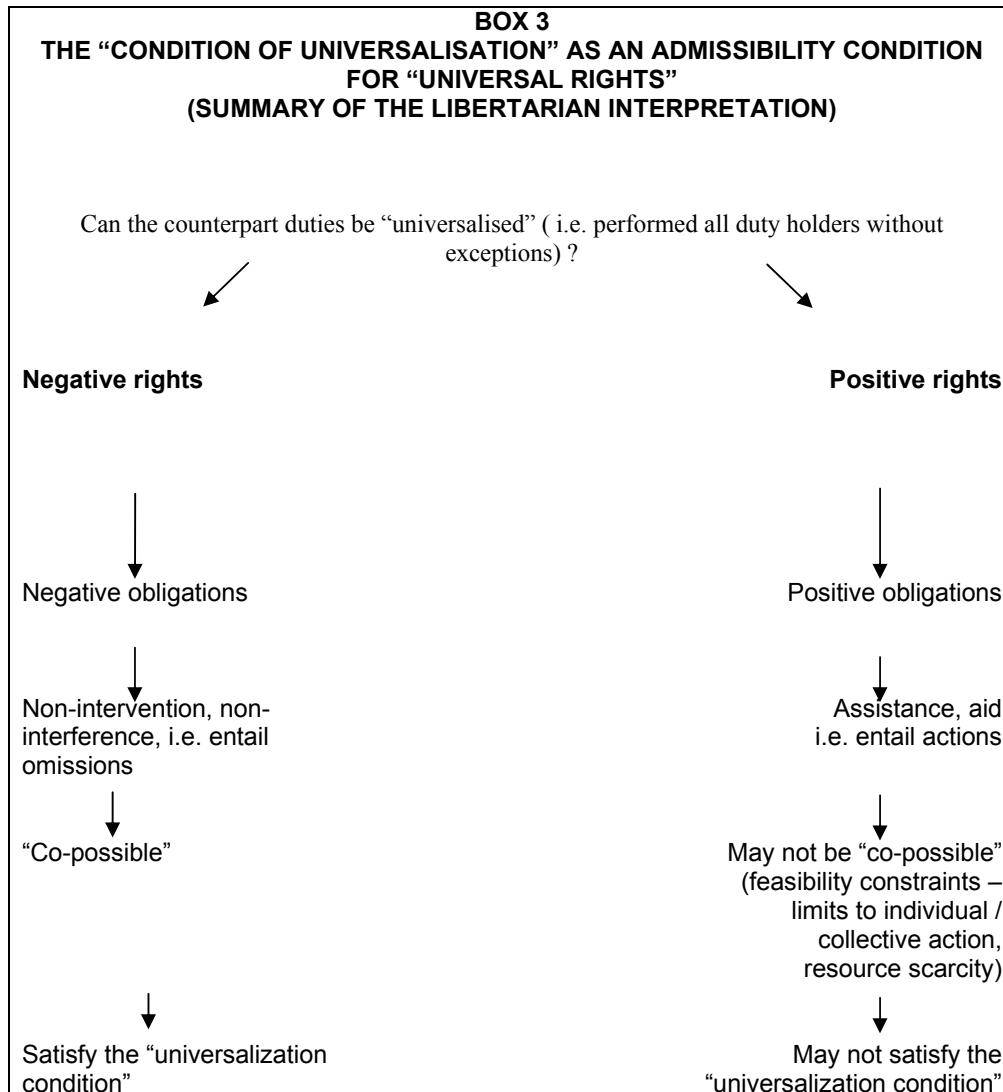 BOX 3
THE “CONDITION OF UNIVERSALISATION” AS AN ADMISSIBILITY CONDITION
FOR “UNIVERSAL RIGHTS”
(SUMMARY OF THE LIBERTARIAN INTERPRETATION)
Can the counterpart duties be “universalised” ( i.e. performed all duty holders without
exceptions) ?
Negative rights
Positive rights
Negative obligations
Positive obligations
Non-intervention, non-
interference, i.e. entail
omissions
Assistance, aid
i.e. entail actions
“Co-possible”
May not be “co-possible”
(feasibility constraints –
limits to individual /
collective action,
resource scarcity)
Satisfy the “universalization
condition”
May not satisfy the
“universalization condition”